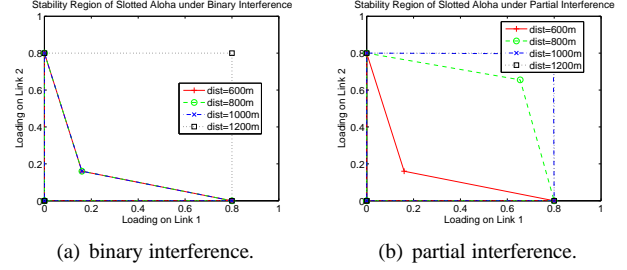 Stability Region of Slotted Aloha under Binary Interference
1
0.8
0.6
0.4
0.2
0
0
0.2
0.4
0.6
0.8
1
Loading on Link 2
Loading on Link 1
dist=600m
dist=800m
dist=1000m
dist=1200m
(a) binary interference.
Stability Region of Slotted Aloha under Partial Interference
1
0.8
0.6
0.4
0.2
0
0
0.2
0.4
0.6
0.8
1
Loading on Link 2
Loading on Link 1
dist=600m
dist=800m
dist=1000m
dist=1200m
(b) partial interference.